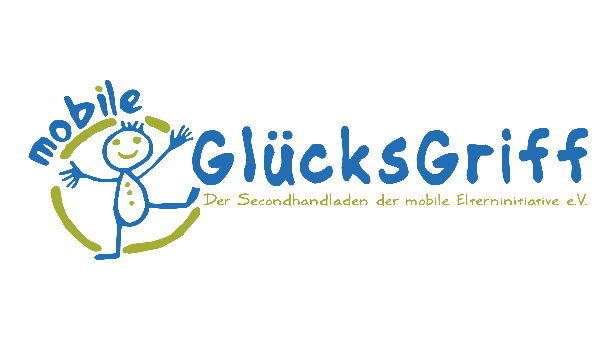 mobile
GlücksGriff
Der Secondhandladen der mobile Elterninitiative e.V.